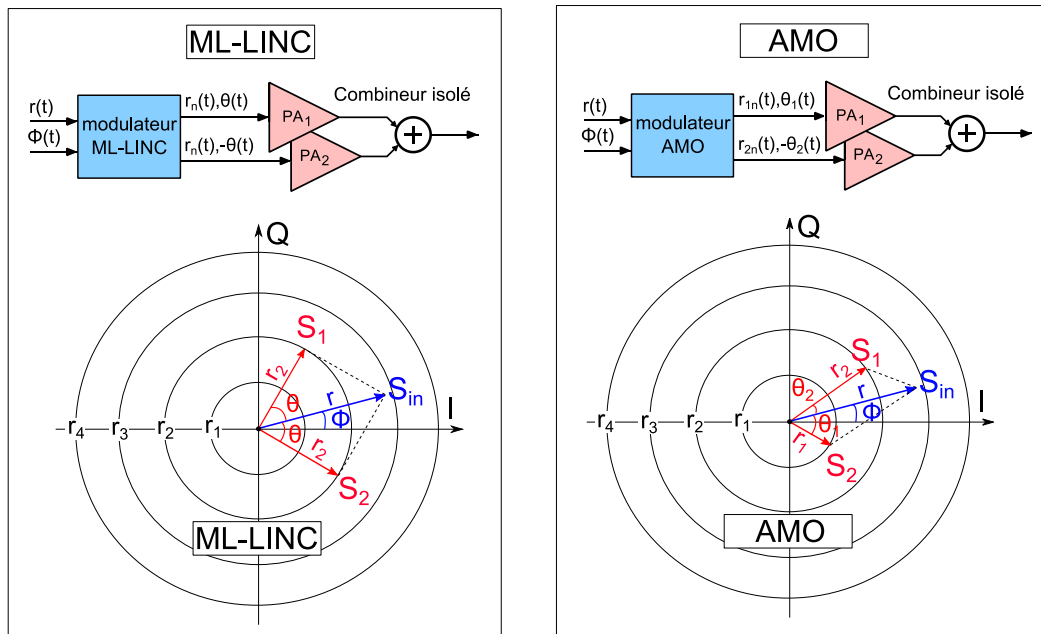 ML-LINC
r(t)
Φ(t)
modulateur
ML-LINC
rn(t),θ(t)
rn(t),-θ(t)
PA1
PA2
Combineur isolé
+
Q
I
S1
r2
θ
θ
r2
S2
r
Φ
Sin
r4
r3
r2
r1
ML-LINC
AMO
r(t)
Φ(t)
modulateur
AMO
r1n(t),θ1(t)
r2n(t),-θ2(t)
PA1
PA2
Combineur isolé
+
Q
I
S1
r2
θ2
θ1
r1
S2
r
Φ
Sin
r4
r3
r2
r1
AMO